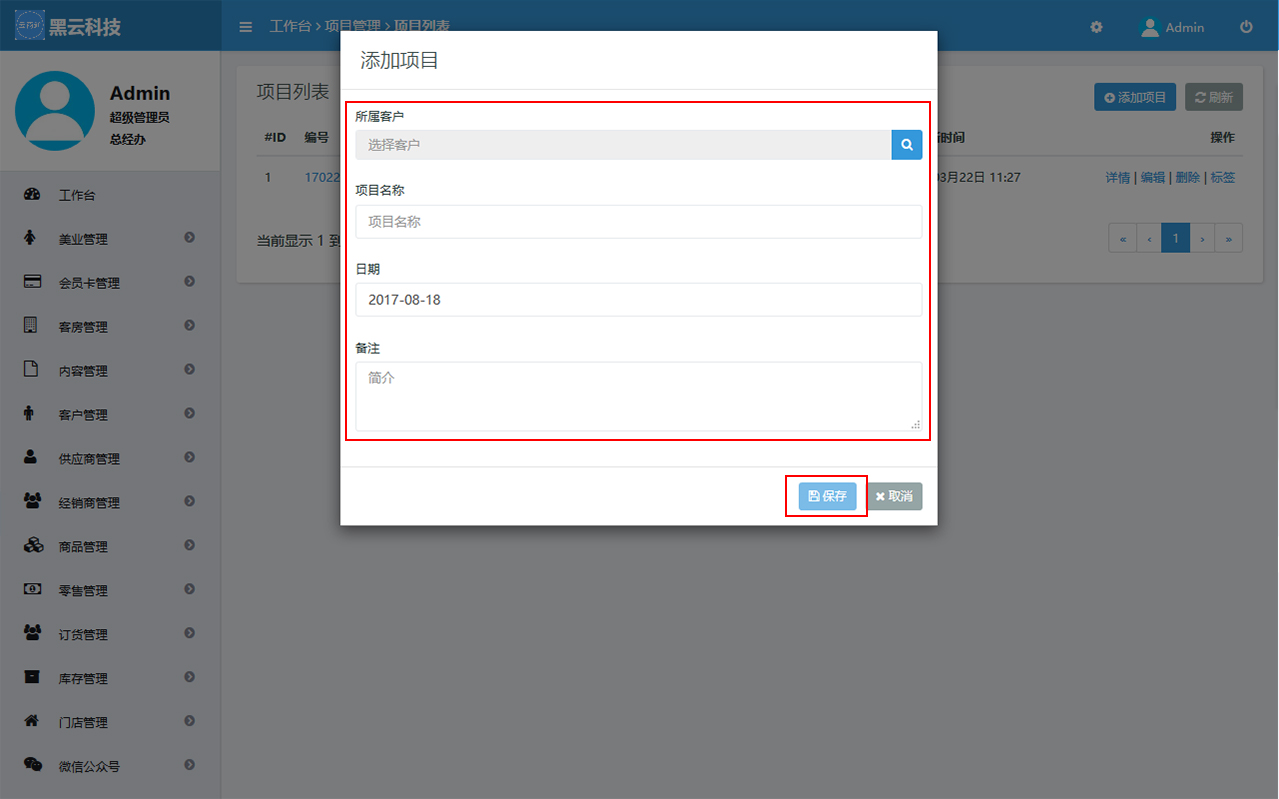 黑云科技
工作台 › 项目管理 › 项目列表
Admin
Admin
超级管理员
总经办
工作台
美业管理
会员卡管理
客房管理
内容管理
客户管理
供应商管理
经销商管理
商品管理
零售管理
订货管理
库存管理
门店管理
微信公众号
项目列表
添加项目
刷新
#ID 编号 时间 操作
1 17022 03月22日 11:27 详情 | 编辑 | 删除 | 标签
当前显示 1 到
« ‹ 1 › »
添加项目
所属客户
选择客户
项目名称
项目名称
日期
2017-08-18
备注
简介
保存
取消